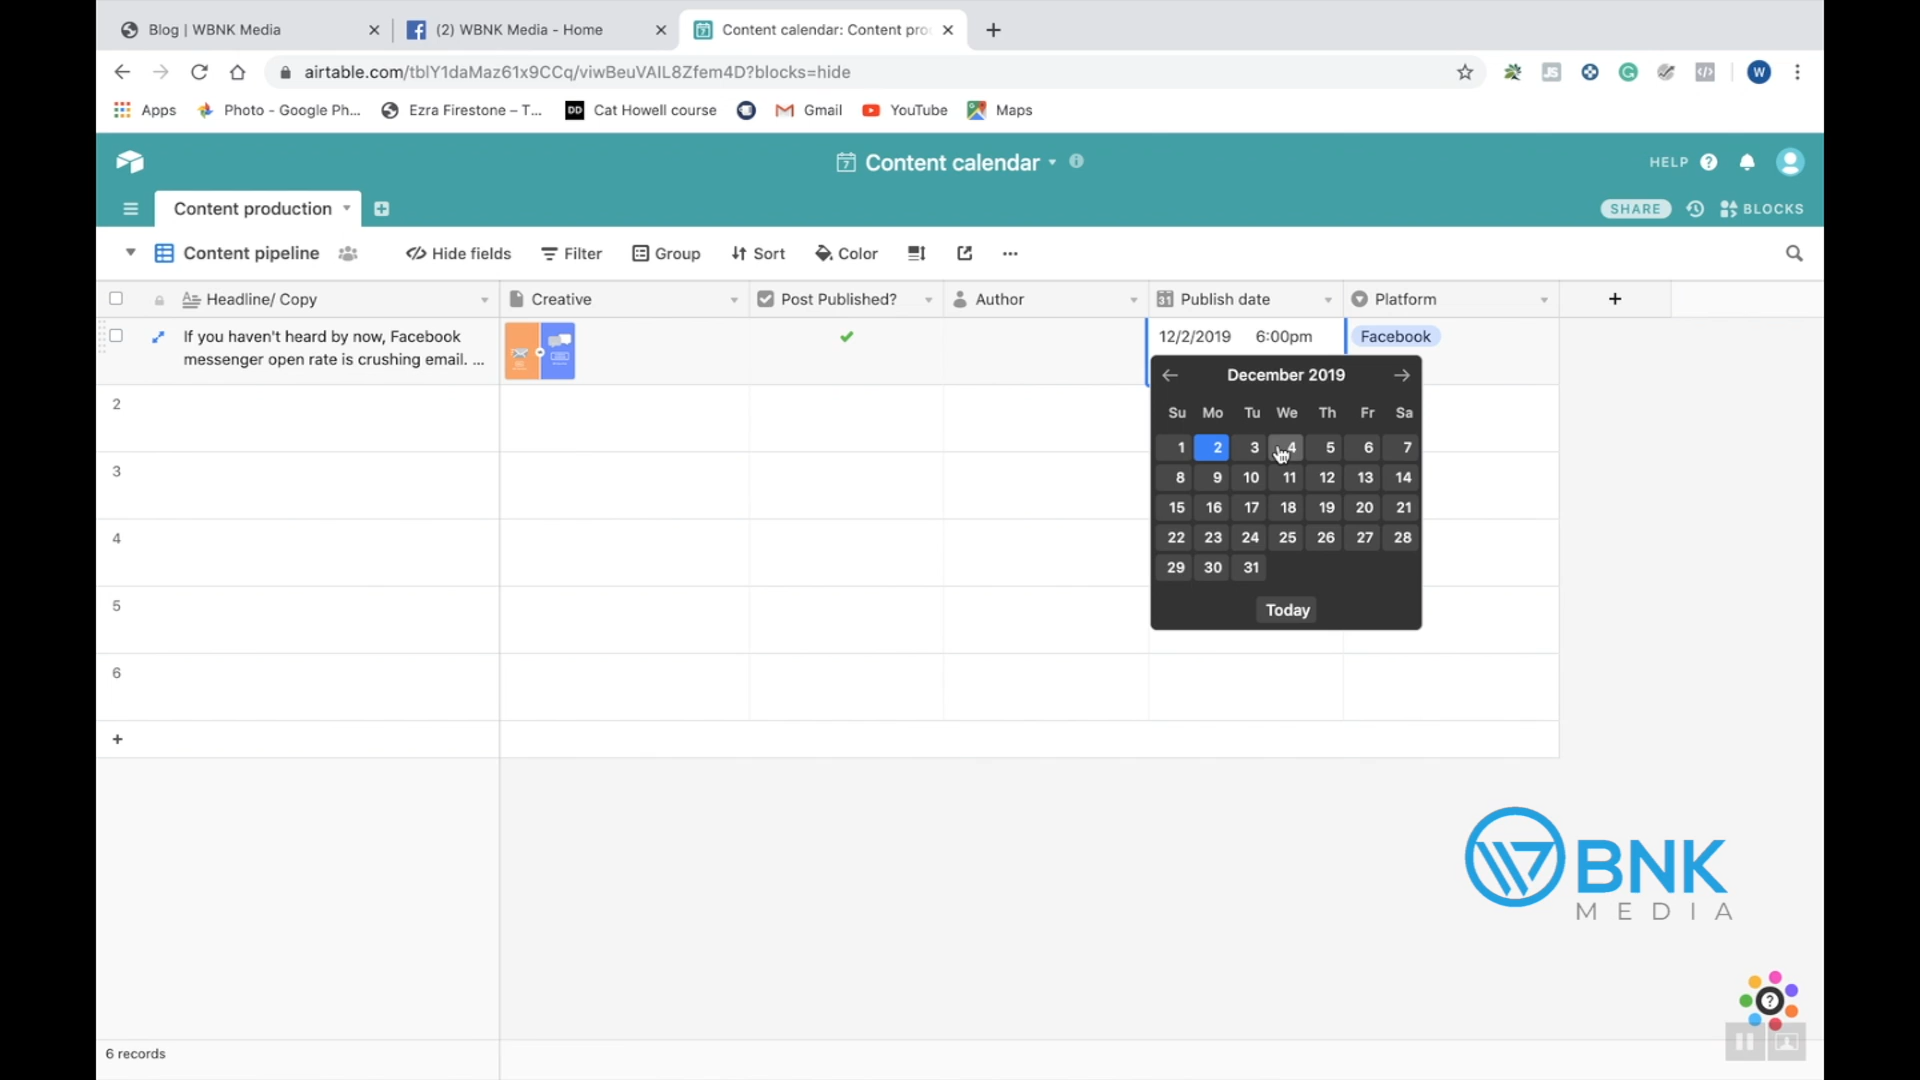 Blog | WBNK Media
(2) WBNK Media - Home
Content calendar: Content pro
airtable.com/tblY1daMaz61x9CCq/viwBeuVAIL8Zfem4D?blocks=hide
JS
G
W
Apps
Photo - Google Ph...
Ezra Firestone – T...
DD
Cat Howell course
Gmail
YouTube
Maps
Content calendar
HELP
Content production
SHARE
BLOCKS
Content pipeline
Hide fields
Filter
Group
Sort
Color
...
Headline/ Copy
Creative
Post Published?
Author
Publish date
Platform
If you haven't heard by now, Facebook
messenger open rate is crushing email. ...
12/2/2019 6:00pm
Facebook
December 2019
Su Mo Tu We Th Fr Sa
1 2 3 4 5 6 7
8 9 10 11 12 13 14
15 16 17 18 19 20 21
22 23 24 25 26 27 28
29 30 31
Today
2
3
4
5
6
BNK
MEDIA
6 records